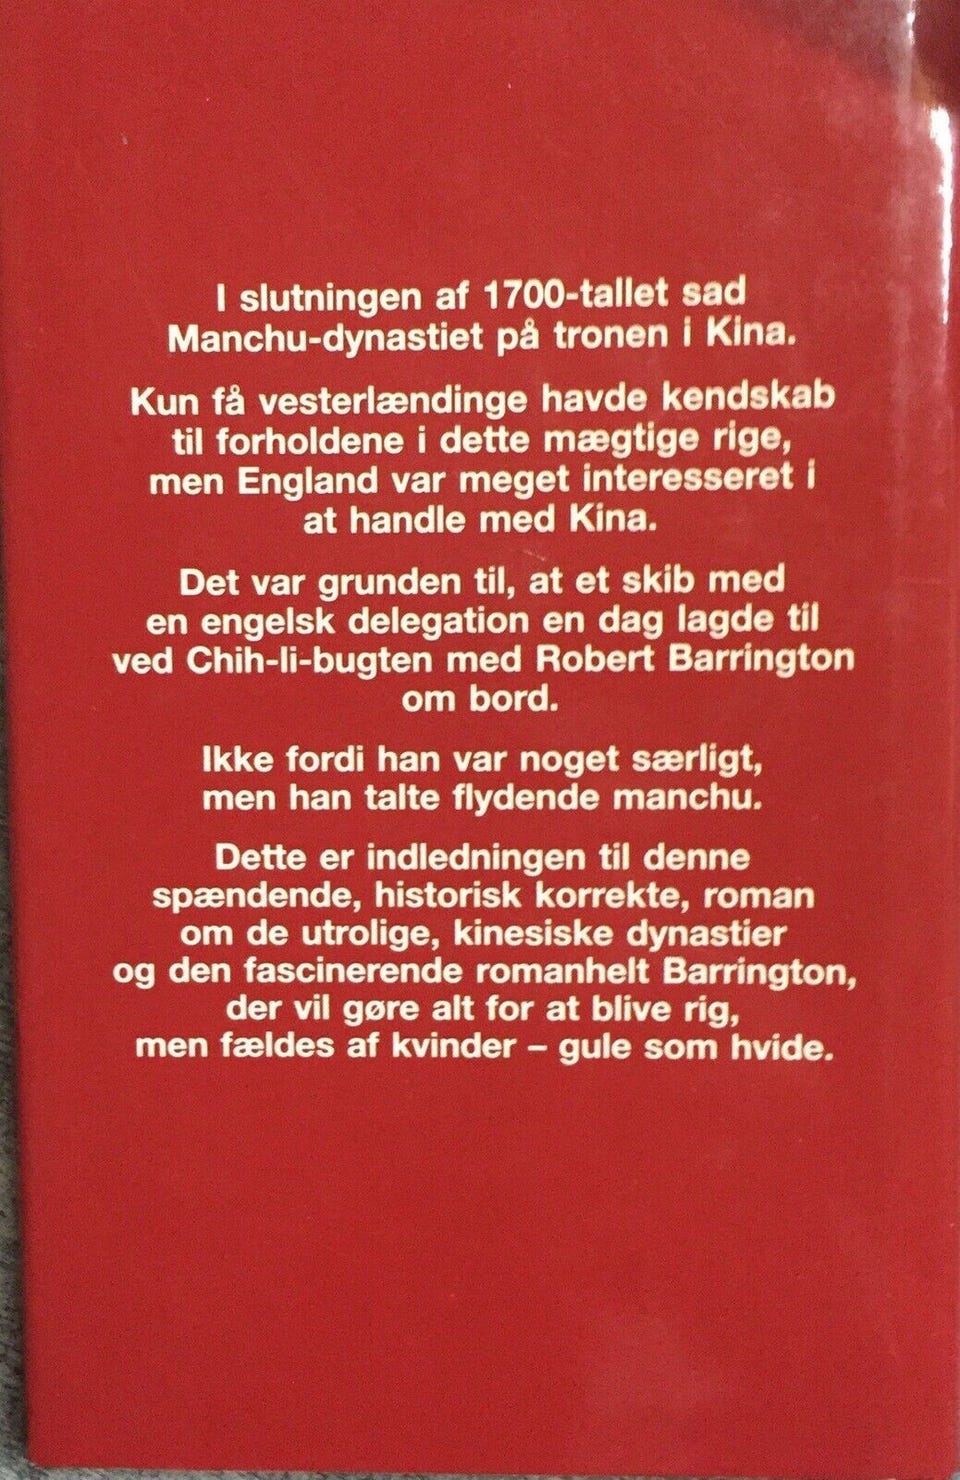 I slutningen af 1700-tallet sad
Manchu-dynastiet på tronen i Kina.
Kun få vesterlændinge havde kendskab
til forholdene i dette mægtige rige,
men England var meget interesseret i
at handle med Kina.
Det var grunden til, at et skib med
en engelsk delegation en dag lagde til
ved Chih-li-bugten med Robert Barrington
om bord.
Ikke fordi han var noget særligt,
men han talte flydende manchu.
Dette er indledningen til denne
spændende, historisk korrekte, roman
om de utrolige, kinesiske dynastier
og den fascinerende romanhelt Barrington,
der vil gøre alt for at blive rig,
men fældes af kvinder – gule som hvide.